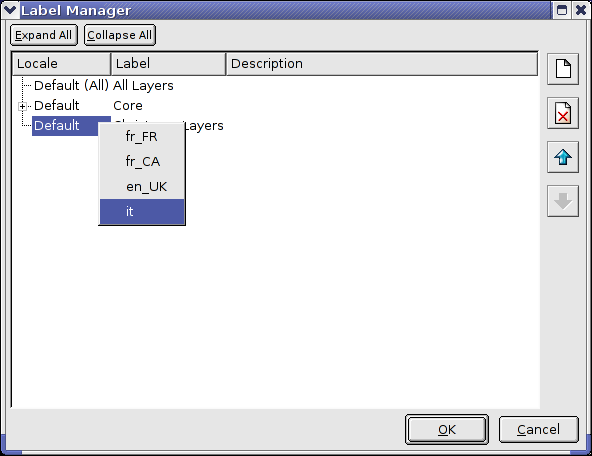 Label Manager
Expand All Collapse All
Locale Label Description
Default (All) All Layers
Default Core
Default Layers
fr_FR
fr_CA
en_UK
it
OK Cancel